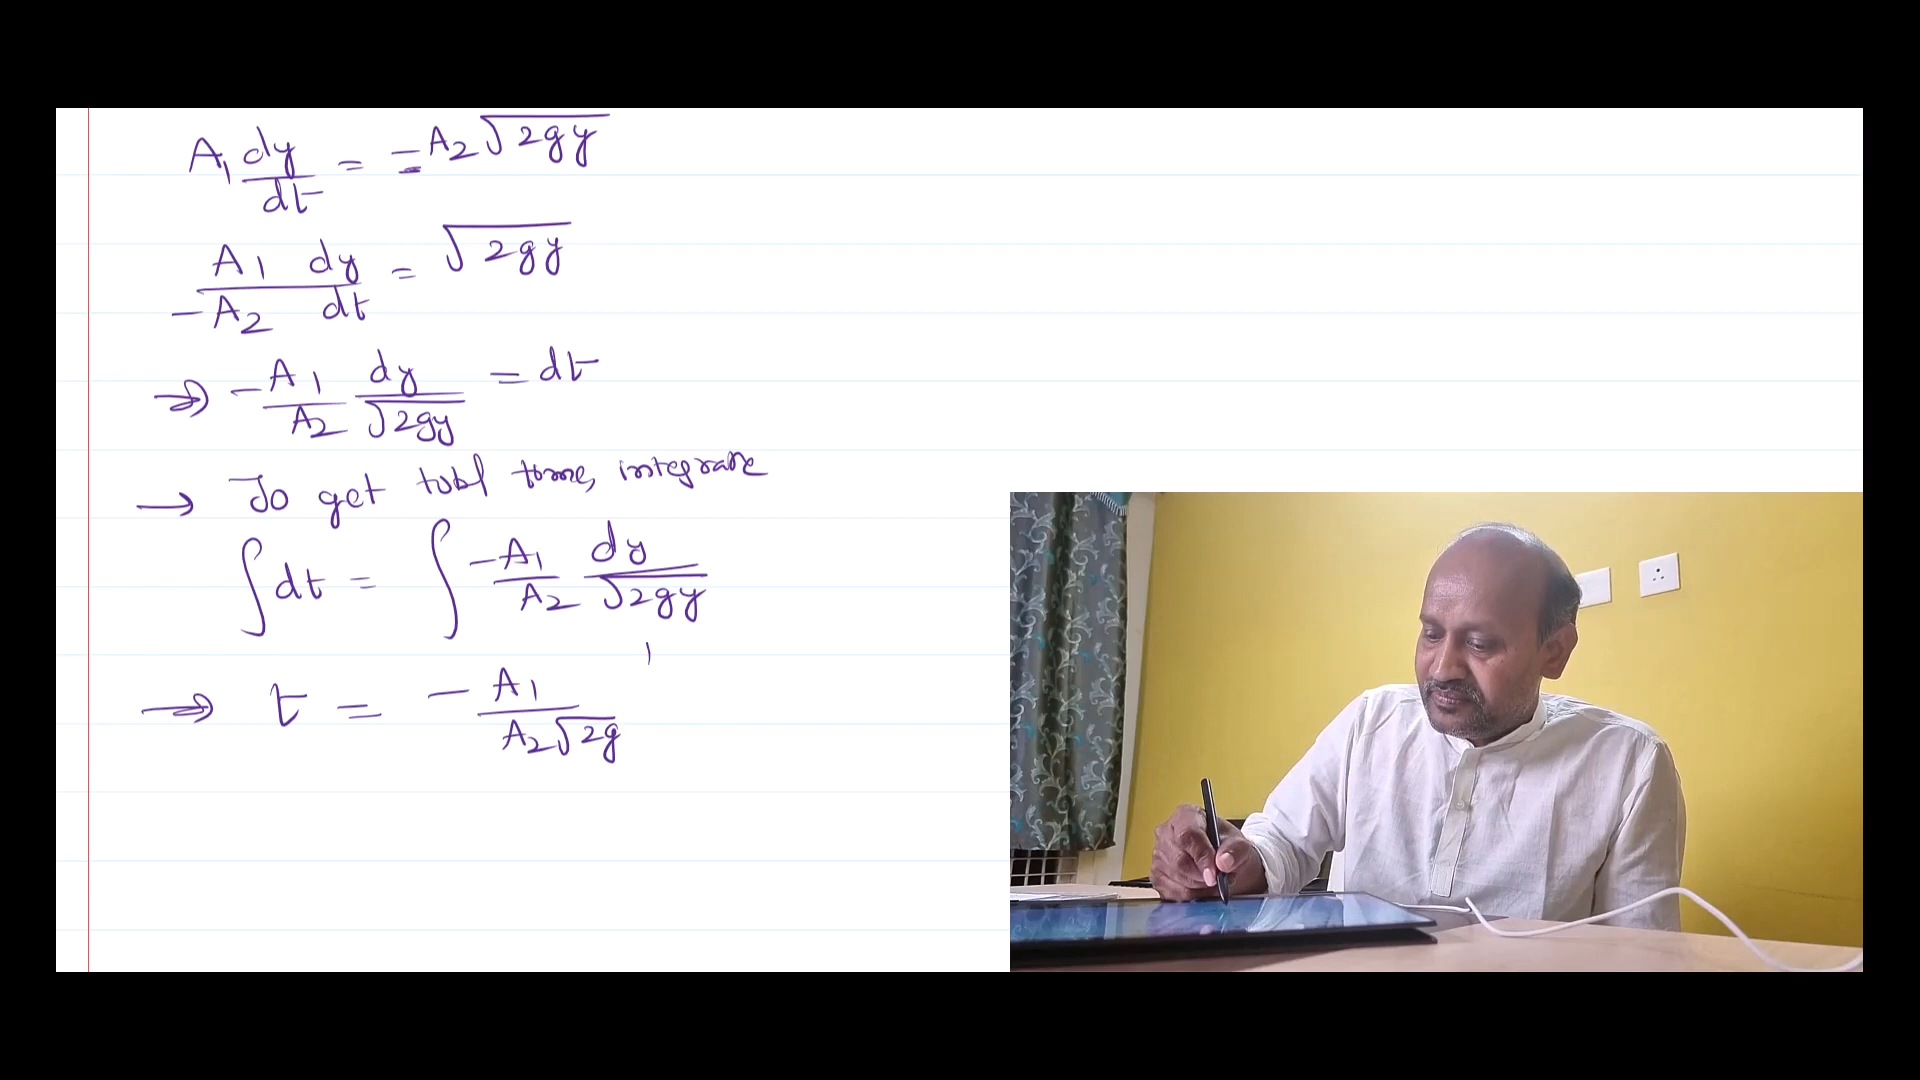 A₁ dy/dt = -A₂√2gy
A₁ dy / -A₂ dt = √2gy
⇒ -A₁/A₂ dy/√2gy = dt
→ To get total time, integrate
∫dt = ∫ -A₁/A₂ dy/√2gy
⇒ t = -A₁/A₂√2g